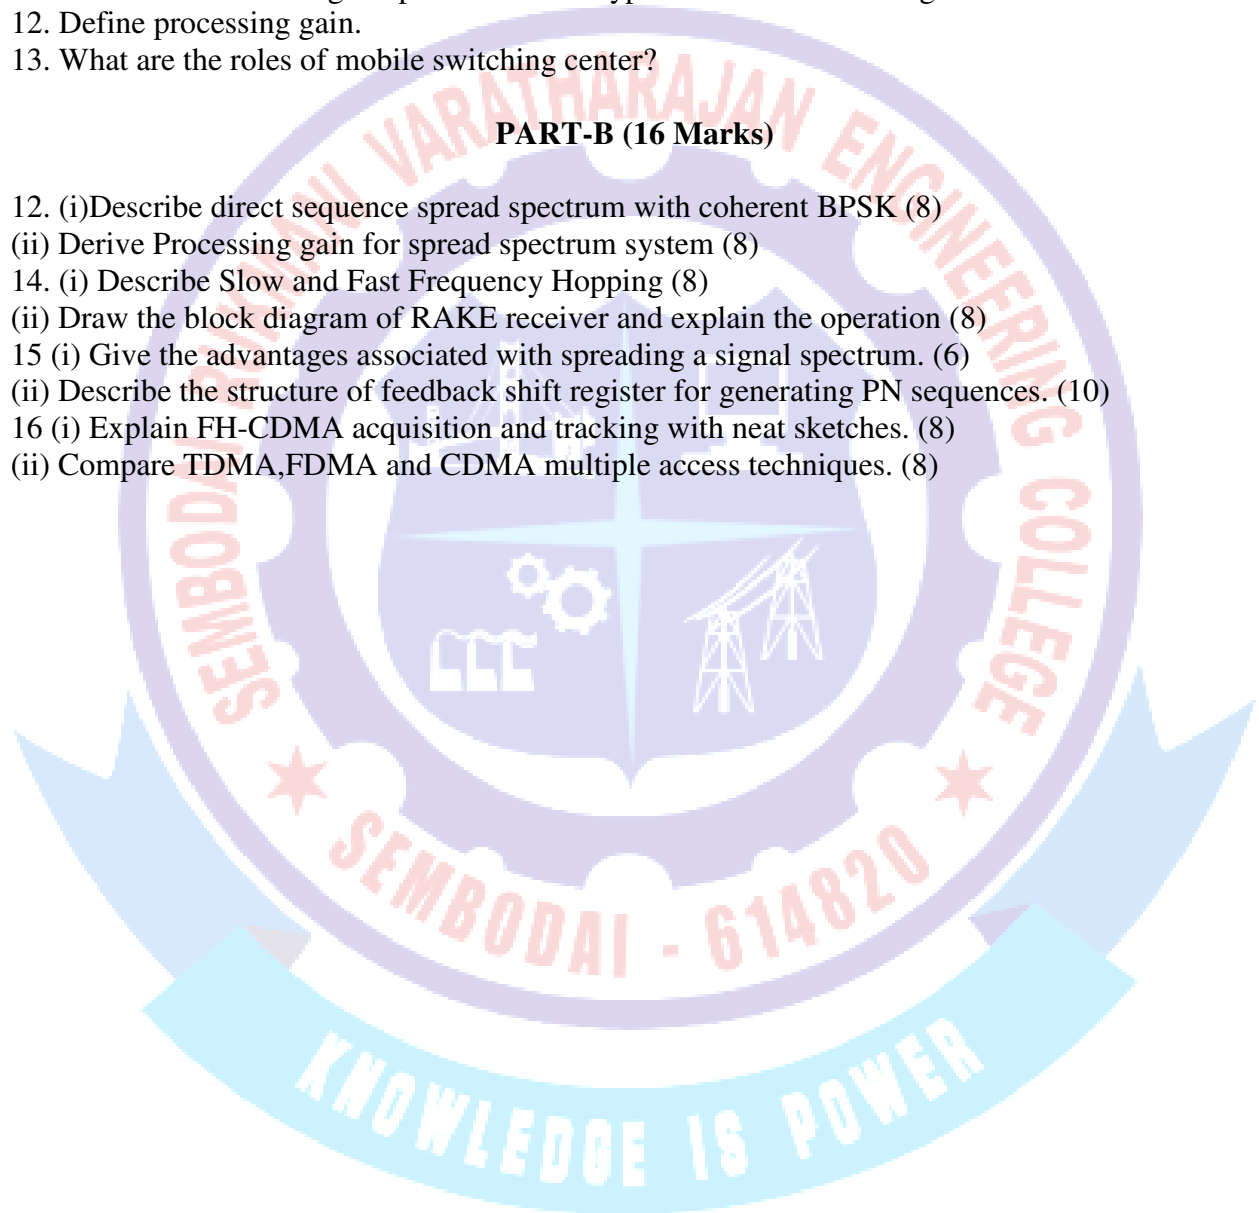 12. Define processing gain.
13. What are the roles of mobile switching center?
PART-B (16 Marks)
12. (i)Describe direct sequence spread spectrum with coherent BPSK (8)
(ii) Derive Processing gain for spread spectrum system (8)
14. (i) Describe Slow and Fast Frequency Hopping (8)
(ii) Draw the block diagram of RAKE receiver and explain the operation (8)
15 (i) Give the advantages associated with spreading a signal spectrum. (6)
(ii) Describe the structure of feedback shift register for generating PN sequences. (10)
16 (i) Explain FH-CDMA acquisition and tracking with neat sketches. (8)
(ii) Compare TDMA,FDMA and CDMA multiple access techniques. (8)
SEMBODAI RUKMANI VARATHARAJAN ENGINEERING COLLEGE
SEMBODAI - 614820
KNOWLEDGE IS POWER